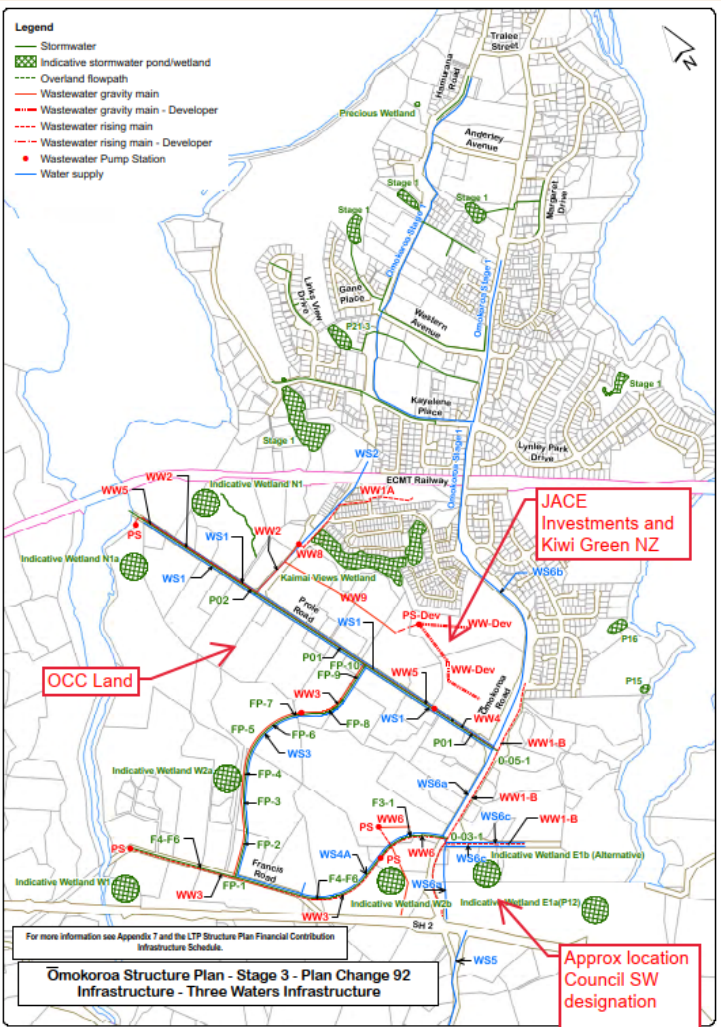 Legend
Stormwater
Indicative stormwater pond/wetland
Overland flowpath
Wastewater gravity main
Wastewater gravity main - Developer
Wastewater rising main
Wastewater rising main - Developer
Wastewater Pump Station
Water supply
N
Tralee
Street
Hamurana
Road
Precious Wetland
Anderley
Avenue
Margaret
Drive
Stage 1
Stage 1
Stage 1
Omokoroa Stage 1
Omokoroa Stage 1
Links View
Drive
Gane
Place
Western
Avenue
P21-3
Stage 1
Kayelene
Place
Stage 1
Lynley Park
Drive
WS2
Omokoroa Stage 1
ECMT Railway
WW2
WW5
Indicative Wetland N1
WW1A
JACE
Investments and
Kiwi Green NZ
PS
WS1
WW2
WW8
Indicative Wetland N1a
WS1
Kaimai Views Wetland
WS6b
P02
WW9
Prole
Road
WS1
PS-Dev
WW-Dev
P16
P01
FP-10
FP-9
WW5
WW-Dev
P15
OCC Land
WW3
Ōmokoroa
Road
FP-7
FP-8
WS1
WW4
FP-5
FP-6
P01
WW1-B
WS3
0-05-1
Indicative Wetland W2a
FP-4
WS6a
FP-3
F3-1
WW1-B
WS6c
WW1-B
PS
WW6
FP-2
0-03-1
F4-F6
WW6
WS6c
Indicative Wetland E1b (Alternative)
PS
WS4A
PS
Francis
Road
F4-F6
WS6a
Indicative Wetland W1
WW3
FP-1
Indicative Wetland W2b
Indicative Wetland E1a(P12)
WW3
SH 2
For more information see Appendix 7 and the LTP Structure Plan Financial Contribution
Infrastructure Schedule.
WS5
Approx location
Council SW
designation
Ōmokoroa Structure Plan - Stage 3 - Plan Change 92
Infrastructure - Three Waters Infrastructure